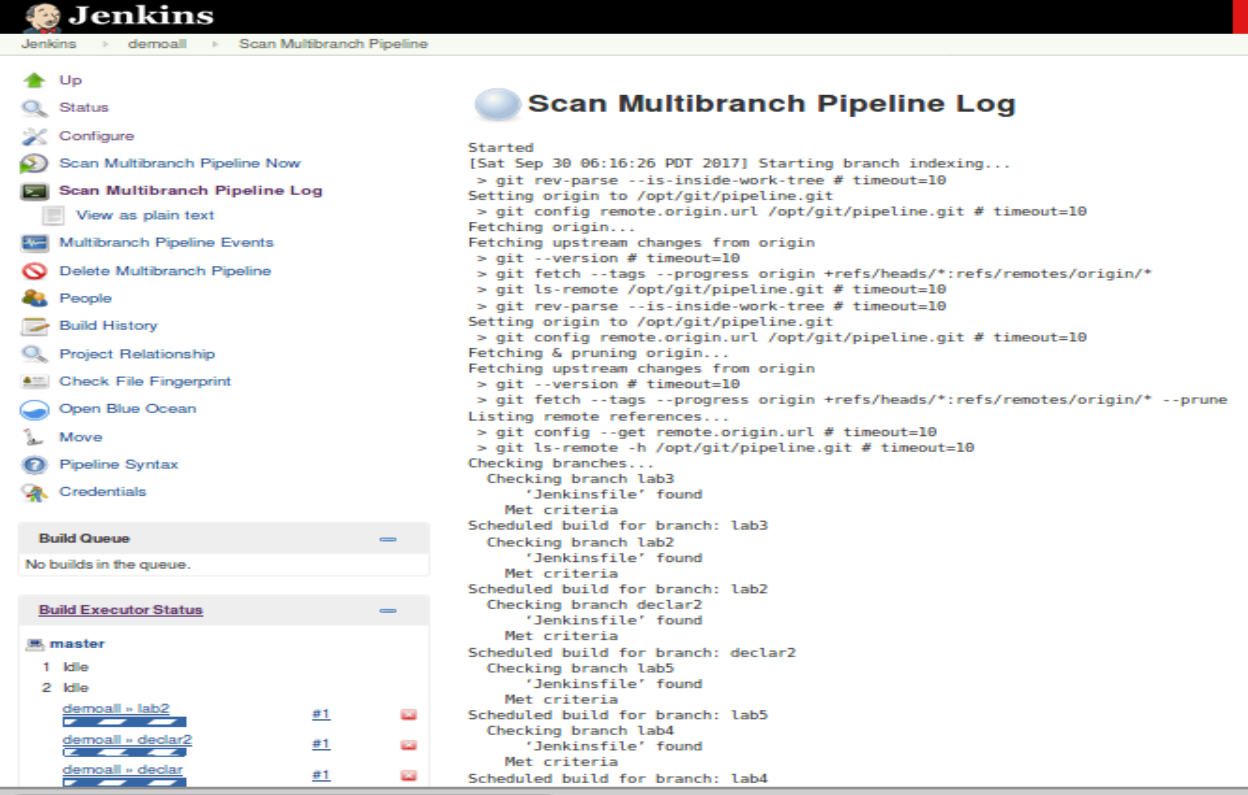 Jenkins
Jenkins demoall Scan Multibranch Pipeline
Up
Status
Configure
Scan Multibranch Pipeline Now
Scan Multibranch Pipeline Log
View as plain text
Multibranch Pipeline Events
Delete Multibranch Pipeline
People
Build History
Project Relationship
Check File Fingerprint
Open Blue Ocean
Move
Pipeline Syntax
Credentials
Build Queue
No builds in the queue.
Build Executor Status
master
1 Idle
2 Idle
demoall » lab2 #1
demoall » declar2 #1
demoall » declar #1
Scan Multibranch Pipeline Log
Started
[Sat Sep 30 06:16:26 PDT 2017] Starting branch indexing...
> git rev-parse --is-inside-work-tree # timeout=10
Setting origin to /opt/git/pipeline.git
> git config remote.origin.url /opt/git/pipeline.git # timeout=10
Fetching origin...
Fetching upstream changes from origin
> git --version # timeout=10
> git fetch --tags --progress origin +refs/heads/*:refs/remotes/origin/*
> git ls-remote /opt/git/pipeline.git # timeout=10
> git rev-parse --is-inside-work-tree # timeout=10
Setting origin to /opt/git/pipeline.git
> git config remote.origin.url /opt/git/pipeline.git # timeout=10
Fetching & pruning origin...
Fetching upstream changes from origin
> git --version # timeout=10
> git fetch --tags --progress origin +refs/heads/*:refs/remotes/origin/* --prune
Listing remote references...
> git config --get remote.origin.url # timeout=10
> git ls-remote -h /opt/git/pipeline.git # timeout=10
Checking branches...
Checking branch lab3
‘Jenkinsfile’ found
Met criteria
Scheduled build for branch: lab3
Checking branch lab2
‘Jenkinsfile’ found
Met criteria
Scheduled build for branch: lab2
Checking branch declar2
‘Jenkinsfile’ found
Met criteria
Scheduled build for branch: declar2
Checking branch lab5
‘Jenkinsfile’ found
Met criteria
Scheduled build for branch: lab5
Checking branch lab4
‘Jenkinsfile’ found
Met criteria
Scheduled build for branch: lab4